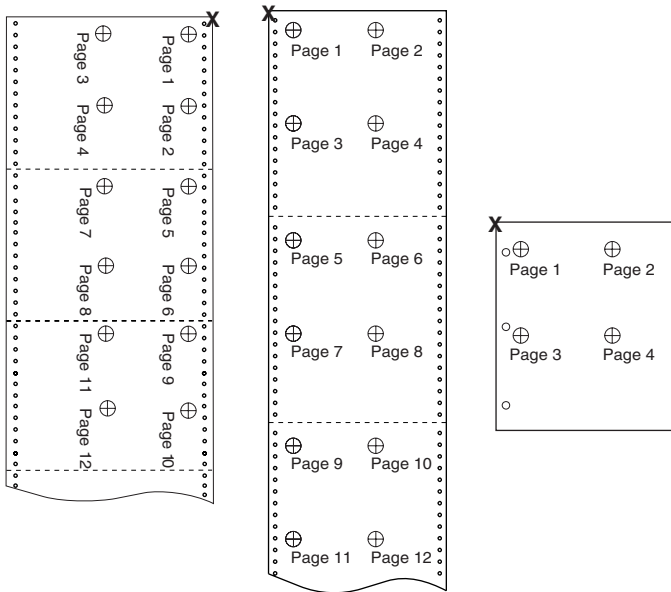 X
Page 1
Page 3
Page 2
Page 4
Page 5
Page 7
Page 6
Page 8
Page 9
Page 11
Page 10
Page 12
X
Page 1 Page 2
Page 3 Page 4
Page 5 Page 6
Page 7 Page 8
Page 9 Page 10
Page 11 Page 12
X
Page 1 Page 2
Page 3 Page 4